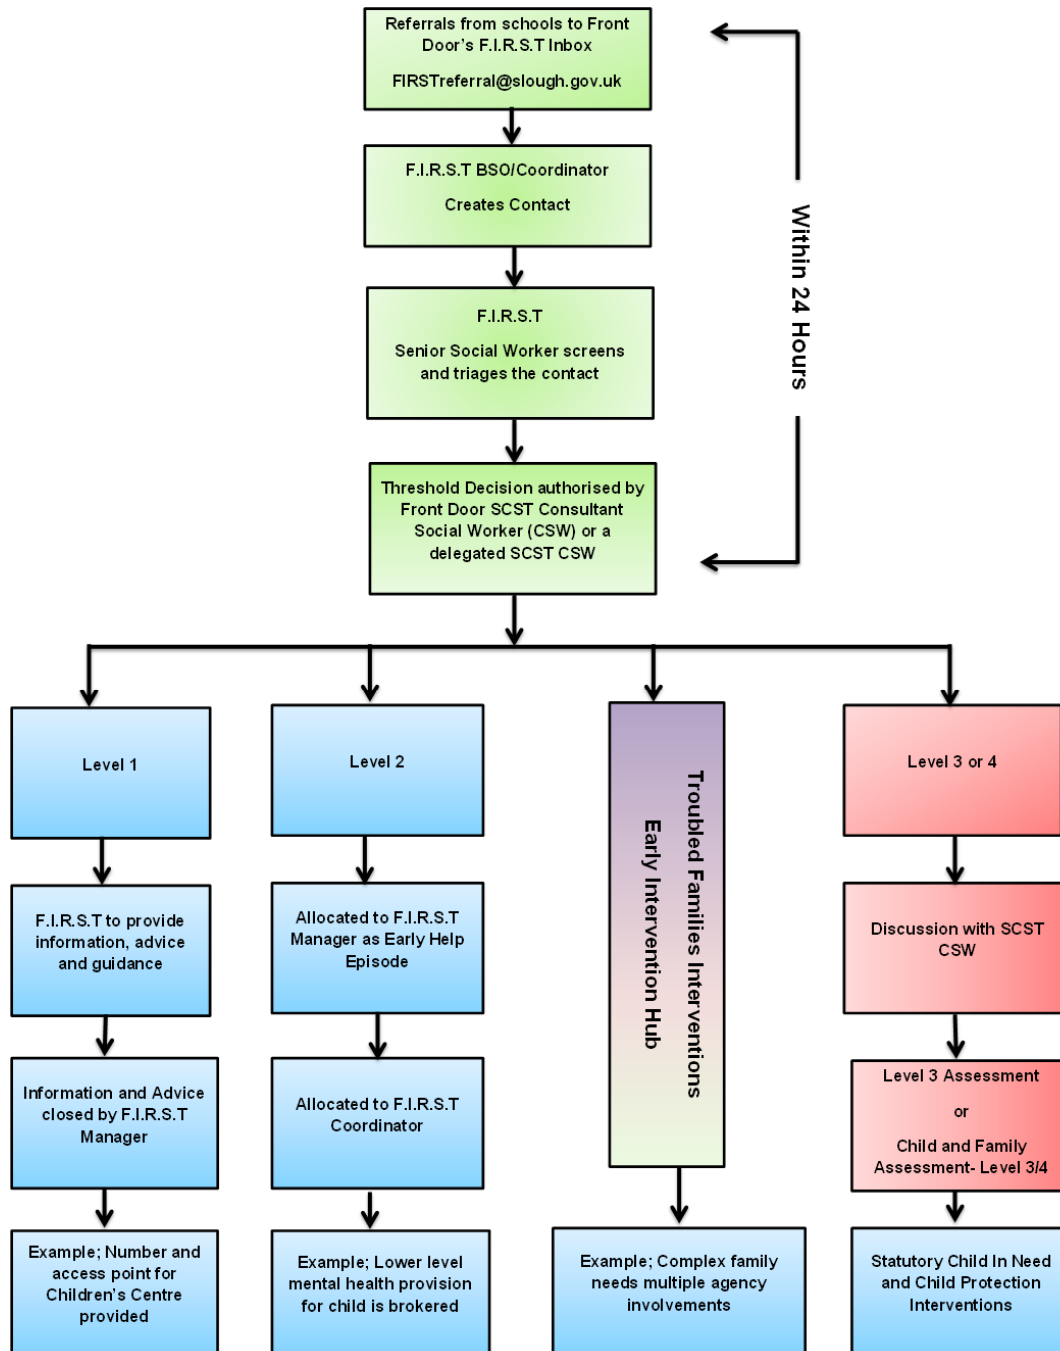 Referrals from schools to Front
Door's F.I.R.S.T Inbox
FIRSTreferral@slough.gov.uk
F.I.R.S.T BSO/Coordinator
Creates Contact
F.I.R.S.T
Senior Social Worker screens
and triages the contact
Threshold Decision authorised by
Front Door SCST Consultant
Social Worker (CSW) or a
delegated SCST CSW
Within 24 Hours
Level 1
F.I.R.S.T to provide
information, advice
and guidance
Information and Advice
closed by F.I.R.S.T
Manager
Example; Number and
access point for
Children's Centre
provided
Level 2
Allocated to F.I.R.S.T
Manager as Early Help
Episode
Allocated to F.I.R.S.T
Coordinator
Example; Lower level
mental health provision
for child is brokered
Troubled Families Interventions
Early Intervention Hub
Example; Complex family
needs multiple agency
involvements
Level 3 or 4
Discussion with SCST
CSW
Level 3 Assessment
or
Child and Family
Assessment- Level 3/4
Statutory Child In Need
and Child Protection
Interventions